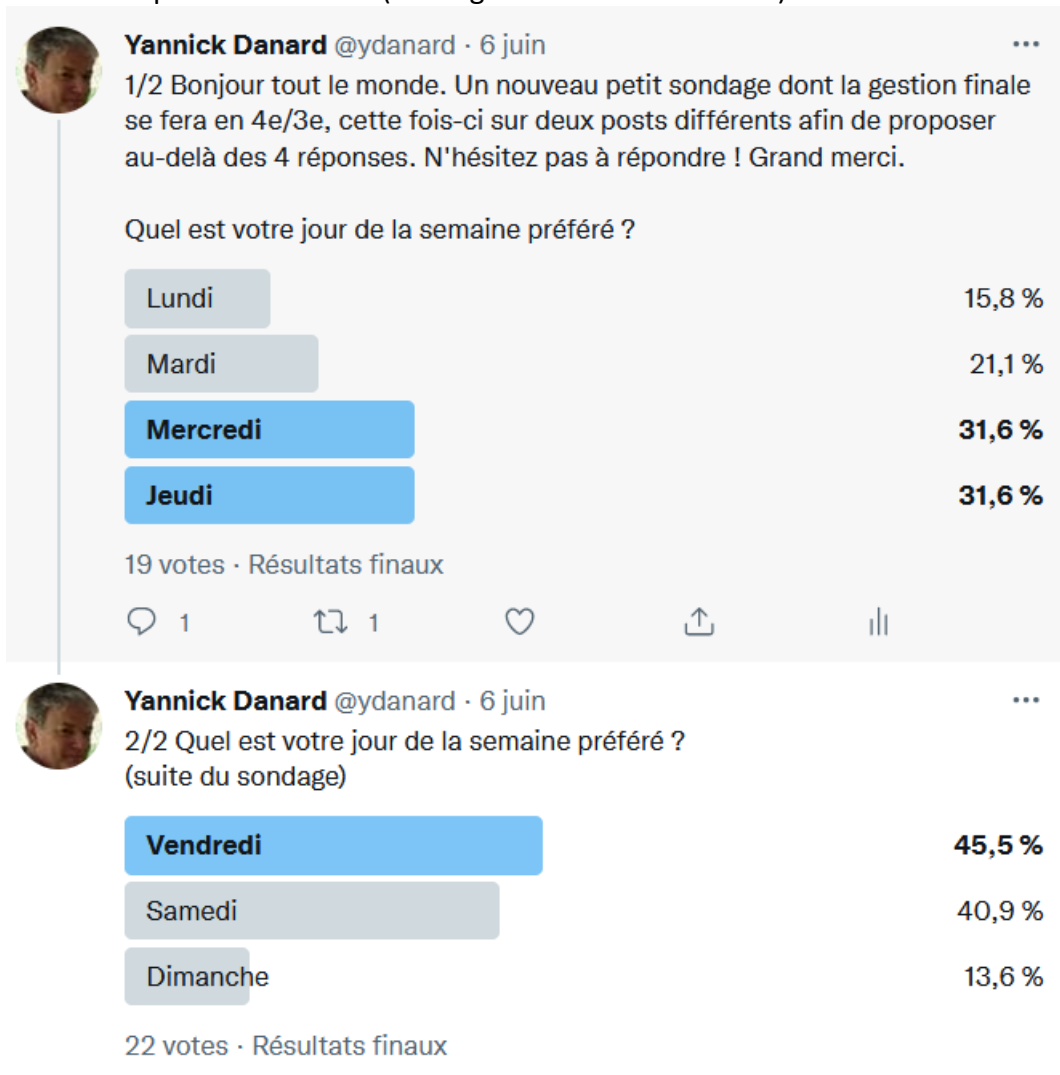 Yannick Danard @ydanard · 6 juin
1/2 Bonjour tout le monde. Un nouveau petit sondage dont la gestion finale
se fera en 4e/3e, cette fois-ci sur deux posts différents afin de proposer
au-delà des 4 réponses. N'hésitez pas à répondre ! Grand merci.
Quel est votre jour de la semaine préféré ?
Lundi 15,8 %
Mardi 21,1 %
Mercredi 31,6 %
Jeudi 31,6 %
19 votes · Résultats finaux
1 1
Yannick Danard @ydanard · 6 juin
2/2 Quel est votre jour de la semaine préféré ?
(suite du sondage)
Vendredi 45,5 %
Samedi 40,9 %
Dimanche 13,6 %
22 votes · Résultats finaux